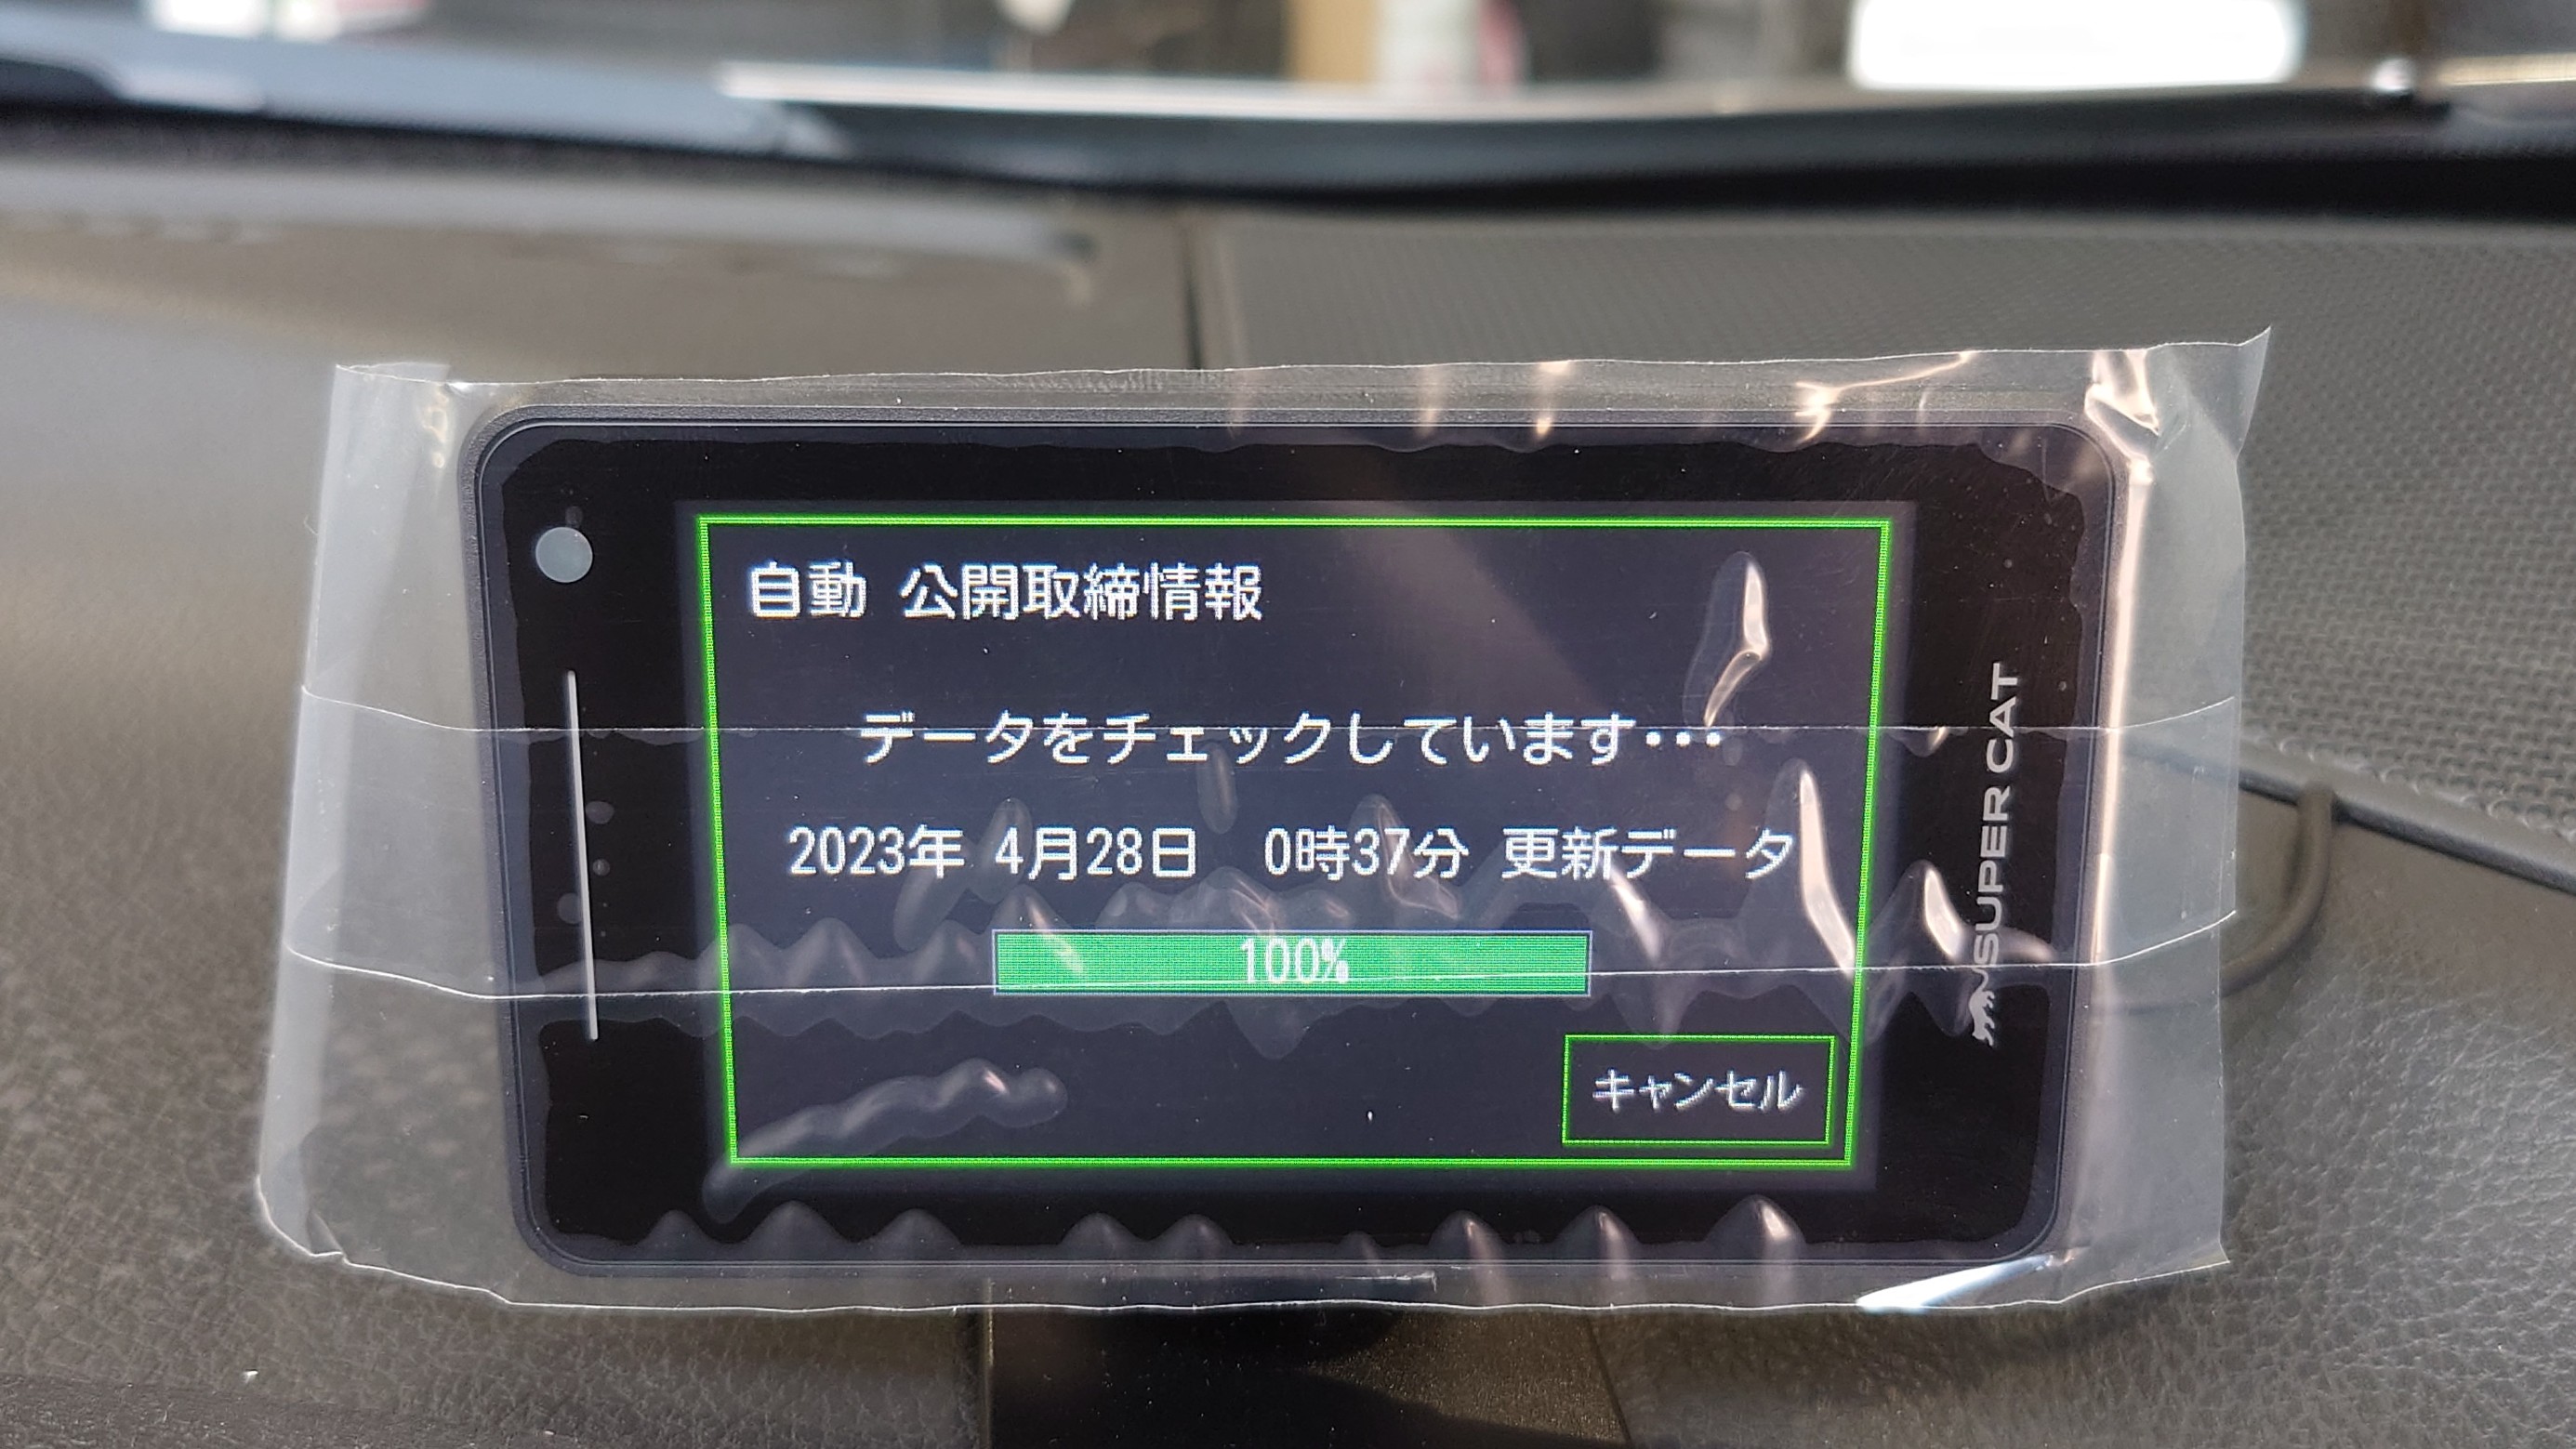 自動 公開取締情報
データをチェックしています･･･
2023年 4月28日 0時37分 更新データ
100%
キャンセル
SUPER CAT